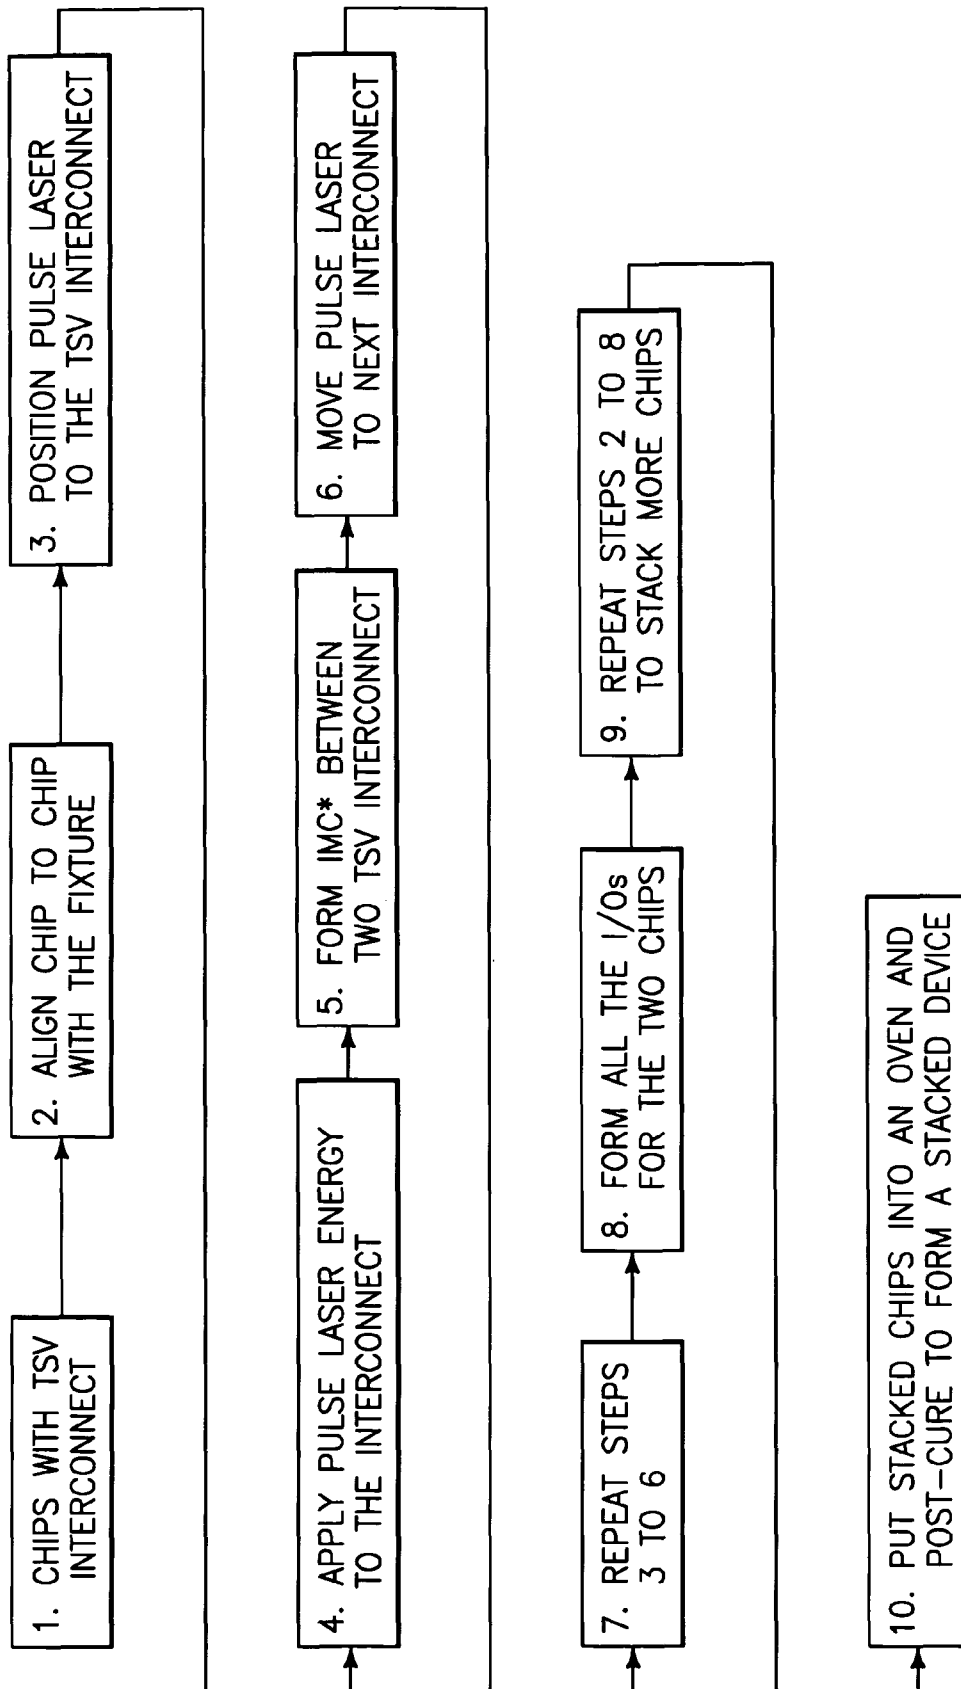 1. CHIPS WITH TSV
INTERCONNECT
2. ALIGN CHIP TO CHIP
WITH THE FIXTURE
3. POSITION PULSE LASER
TO THE TSV INTERCONNECT
4. APPLY PULSE LASER ENERGY
TO THE INTERCONNECT
5. FORM IMC* BETWEEN
TWO TSV INTERCONNECT
6. MOVE PULSE LASER
TO NEXT INTERCONNECT
7. REPEAT STEPS
3 TO 6
8. FORM ALL THE I/Os
FOR THE TWO CHIPS
9. REPEAT STEPS 2 TO 8
TO STACK MORE CHIPS
10. PUT STACKED CHIPS INTO AN OVEN AND
POST-CURE TO FORM A STACKED DEVICE